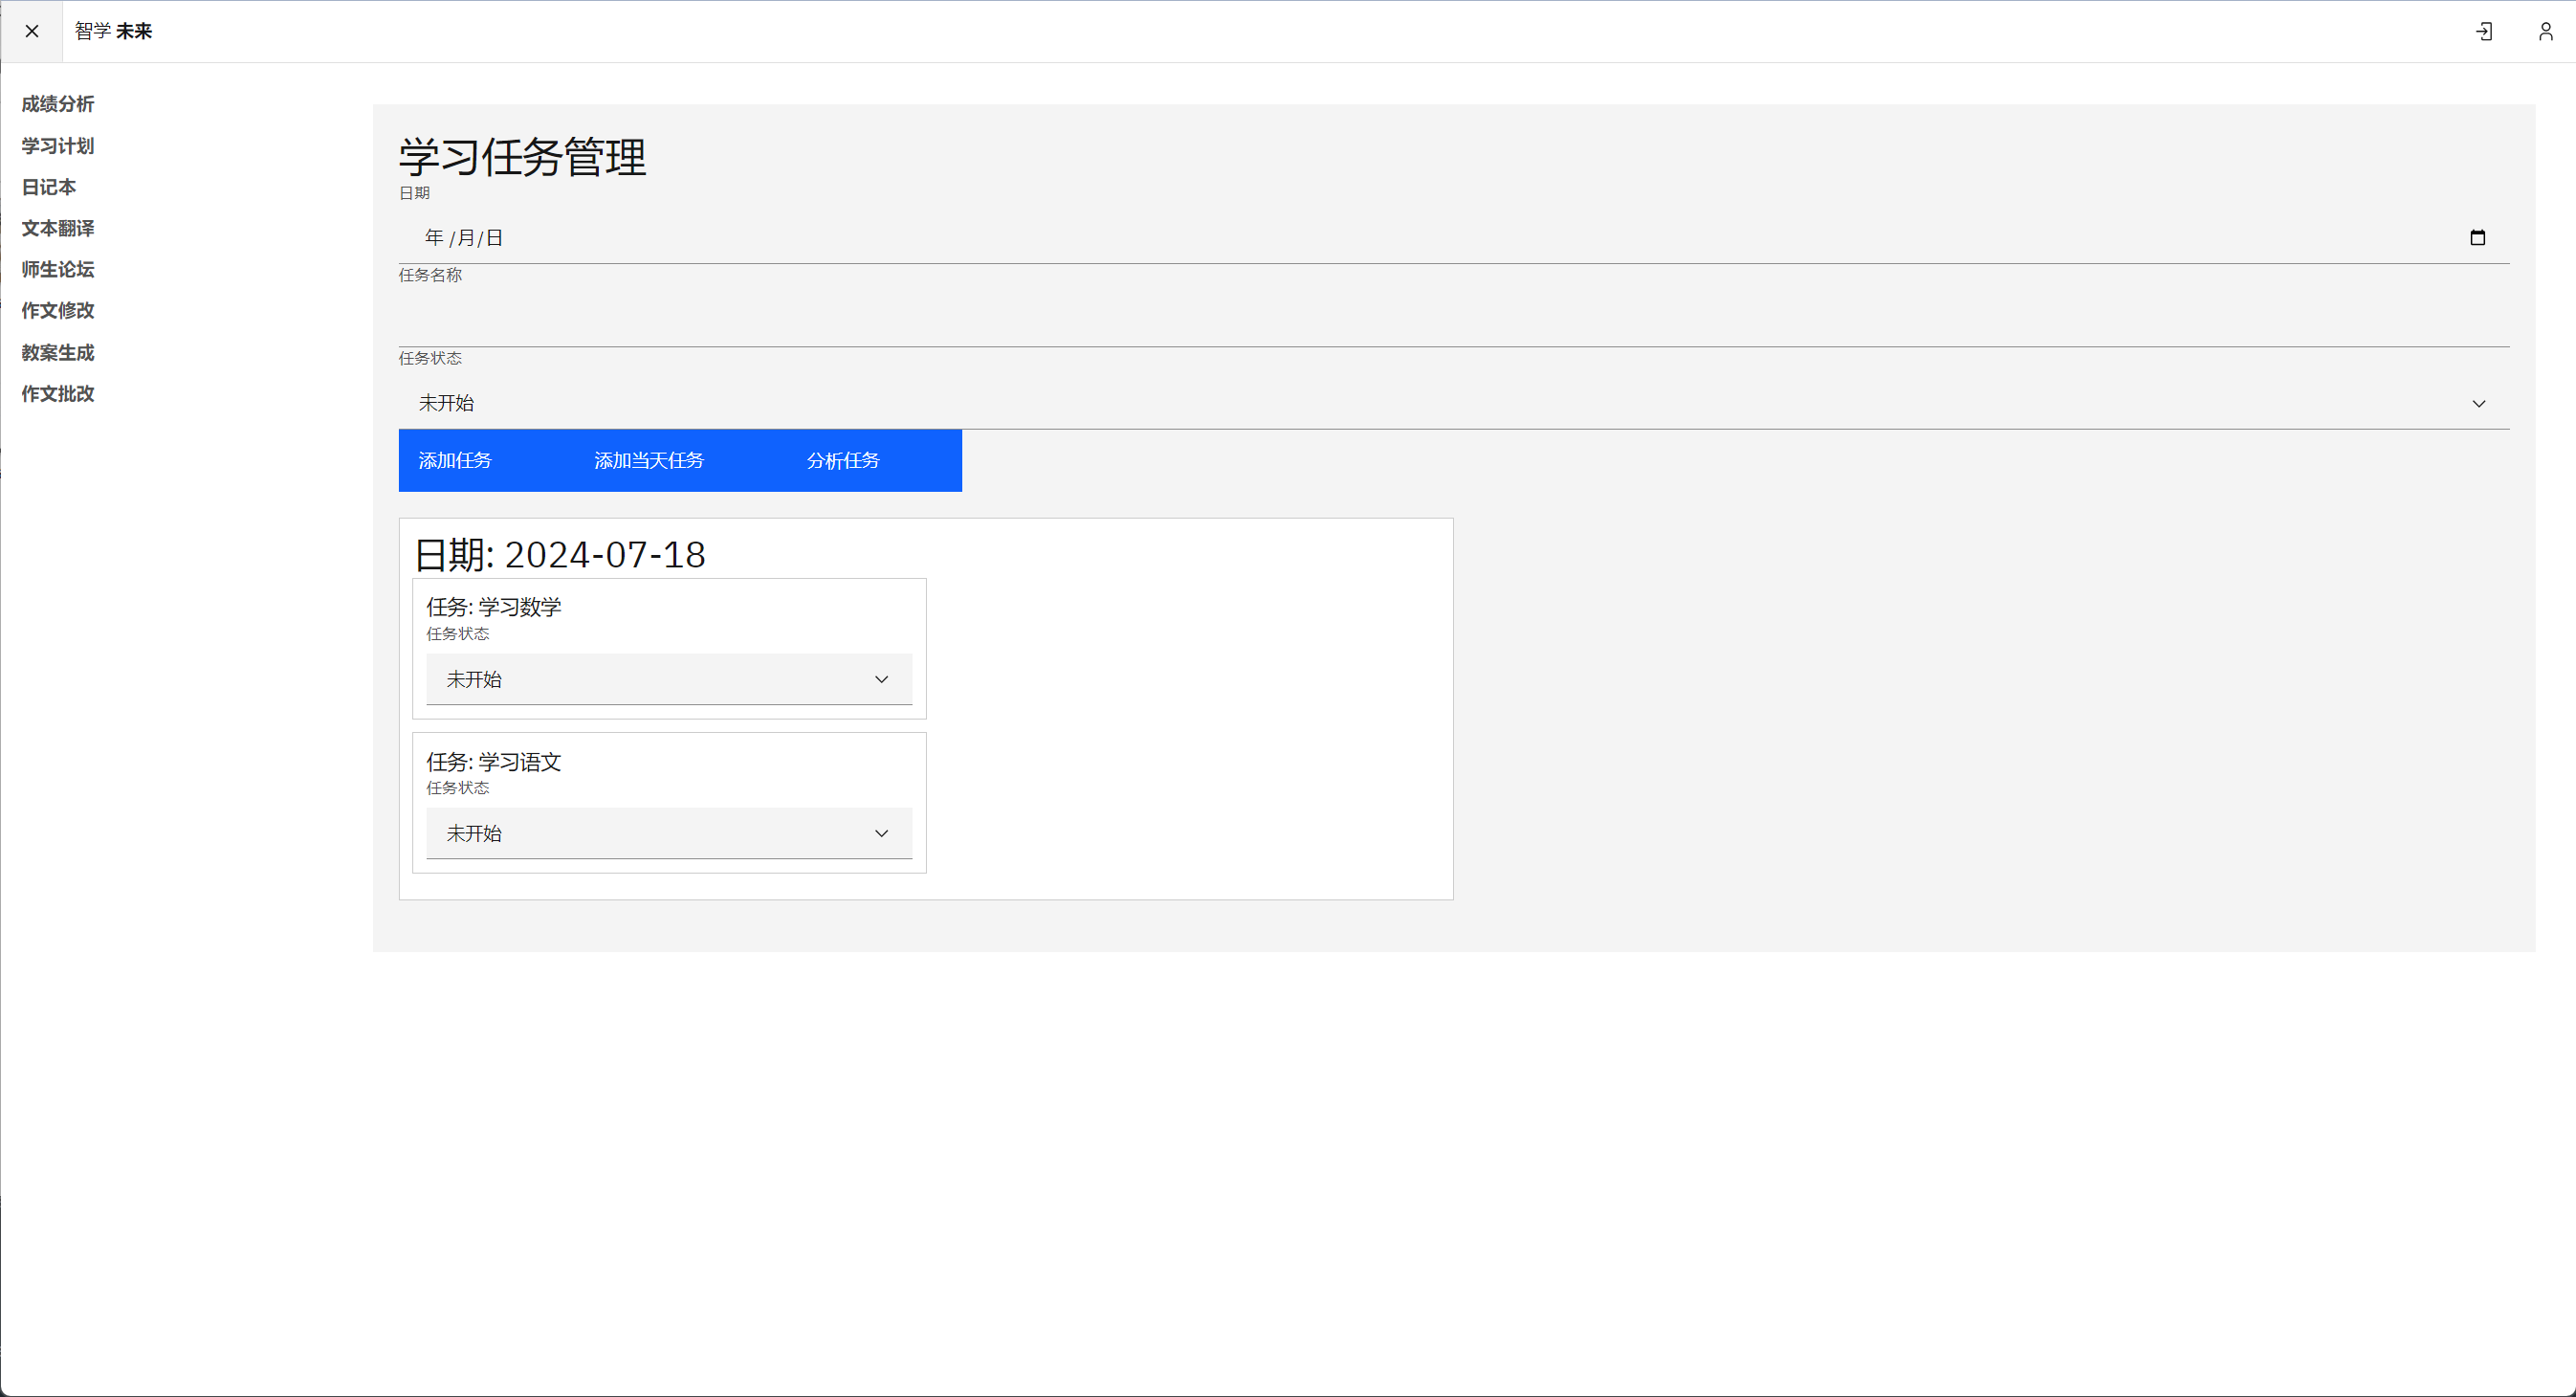 智学 未来
成绩分析
学习计划
日记本
文本翻译
师生论坛
作文修改
教案生成
作文批改
学习任务管理
日期
年 /月/日
任务名称
任务状态
未开始
添加任务 添加当天任务 分析任务
日期: 2024-07-18
任务: 学习数学
任务状态
未开始
任务: 学习语文
任务状态
未开始